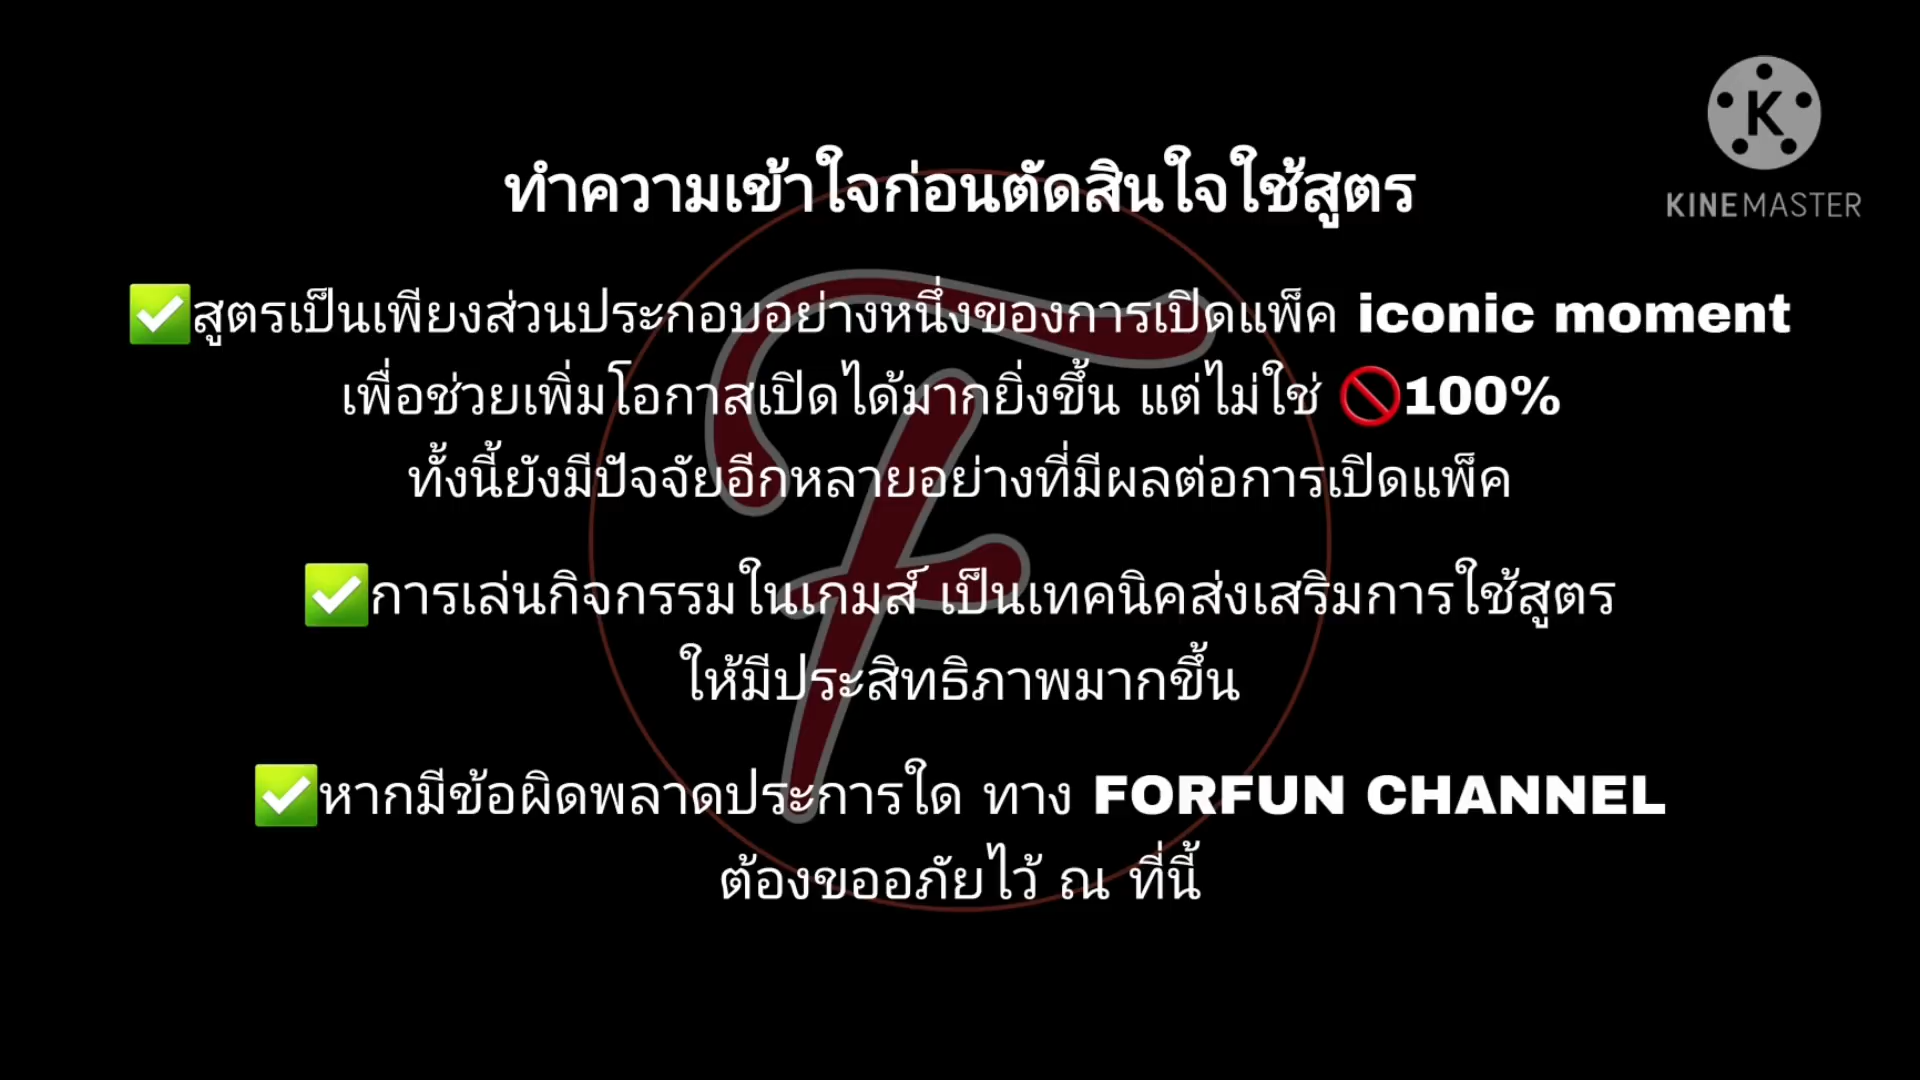 K
KINEMASTER
ทำความเข้าใจก่อนตัดสินใจใช้สูตร
✅สูตรเป็นเพียงส่วนประกอบอย่างหนึ่งของการเปิดแพ็ค iconic moment
เพื่อช่วยเพิ่มโอกาสเปิดได้มากยิ่งขึ้น แต่ไม่ใช่ 🚫100%
ทั้งนี้ยังมีปัจจัยอีกหลายอย่างที่มีผลต่อการเปิดแพ็ค
✅การเล่นกิจกรรมในเกมส์ เป็นเทคนิคส่งเสริมการใช้สูตร
ให้มีประสิทธิภาพมากขึ้น
✅หากมีข้อผิดพลาดประการใด ทาง FORFUN CHANNEL
ต้องขออภัยไว้ ณ ที่นี้
F